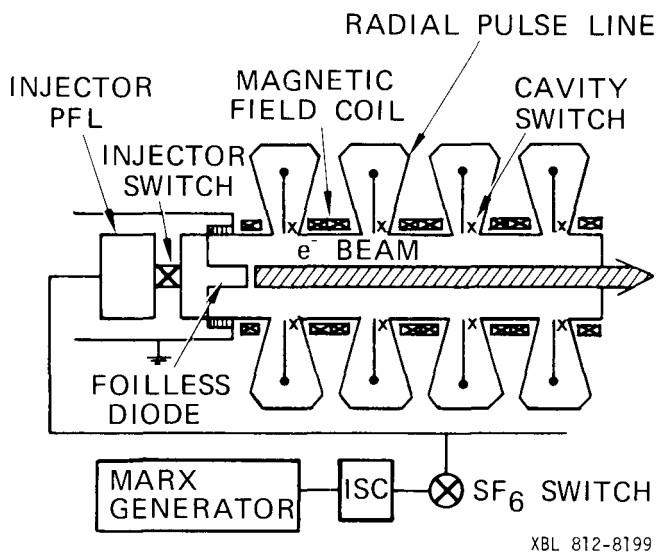 RADIAL PULSE LINE
MAGNETIC
FIELD COIL
CAVITY
SWITCH
INJECTOR
PFL
INJECTOR
SWITCH
e⁻ BEAM
FOILLESS
DIODE
MARX
GENERATOR
ISC
SF₆ SWITCH
XBL 812-8199